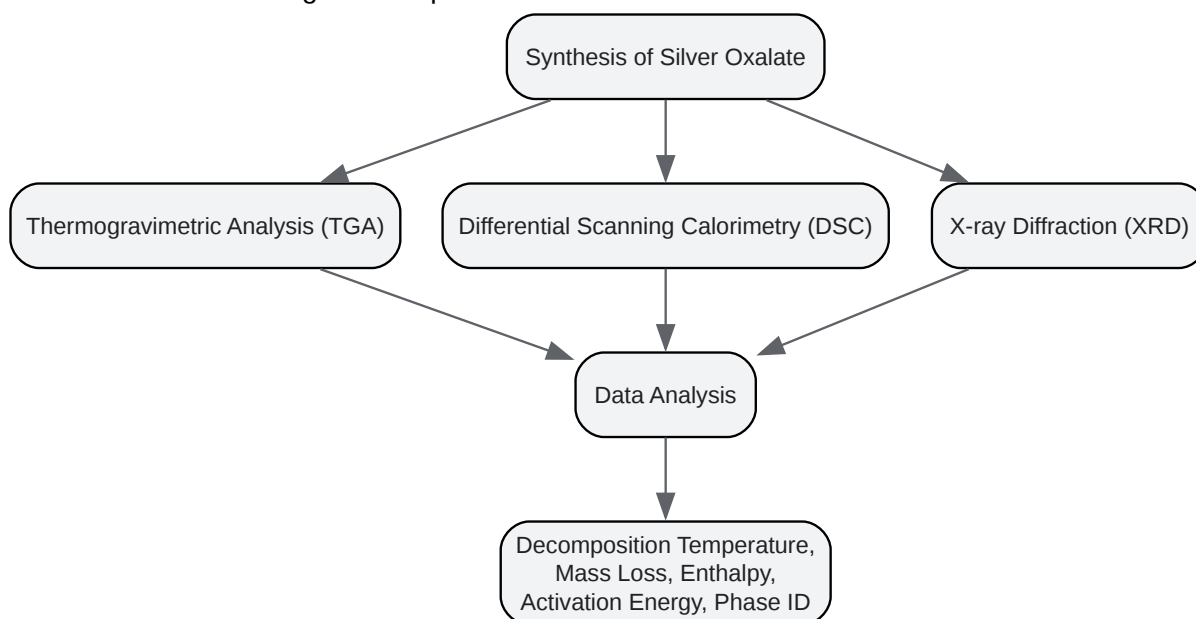 Synthesis of Silver Oxalate
Thermogravimetric Analysis (TGA)
Differential Scanning Calorimetry (DSC)
X-ray Diffraction (XRD)
Data Analysis
Decomposition Temperature,
Mass Loss, Enthalpy,
Activation Energy, Phase ID